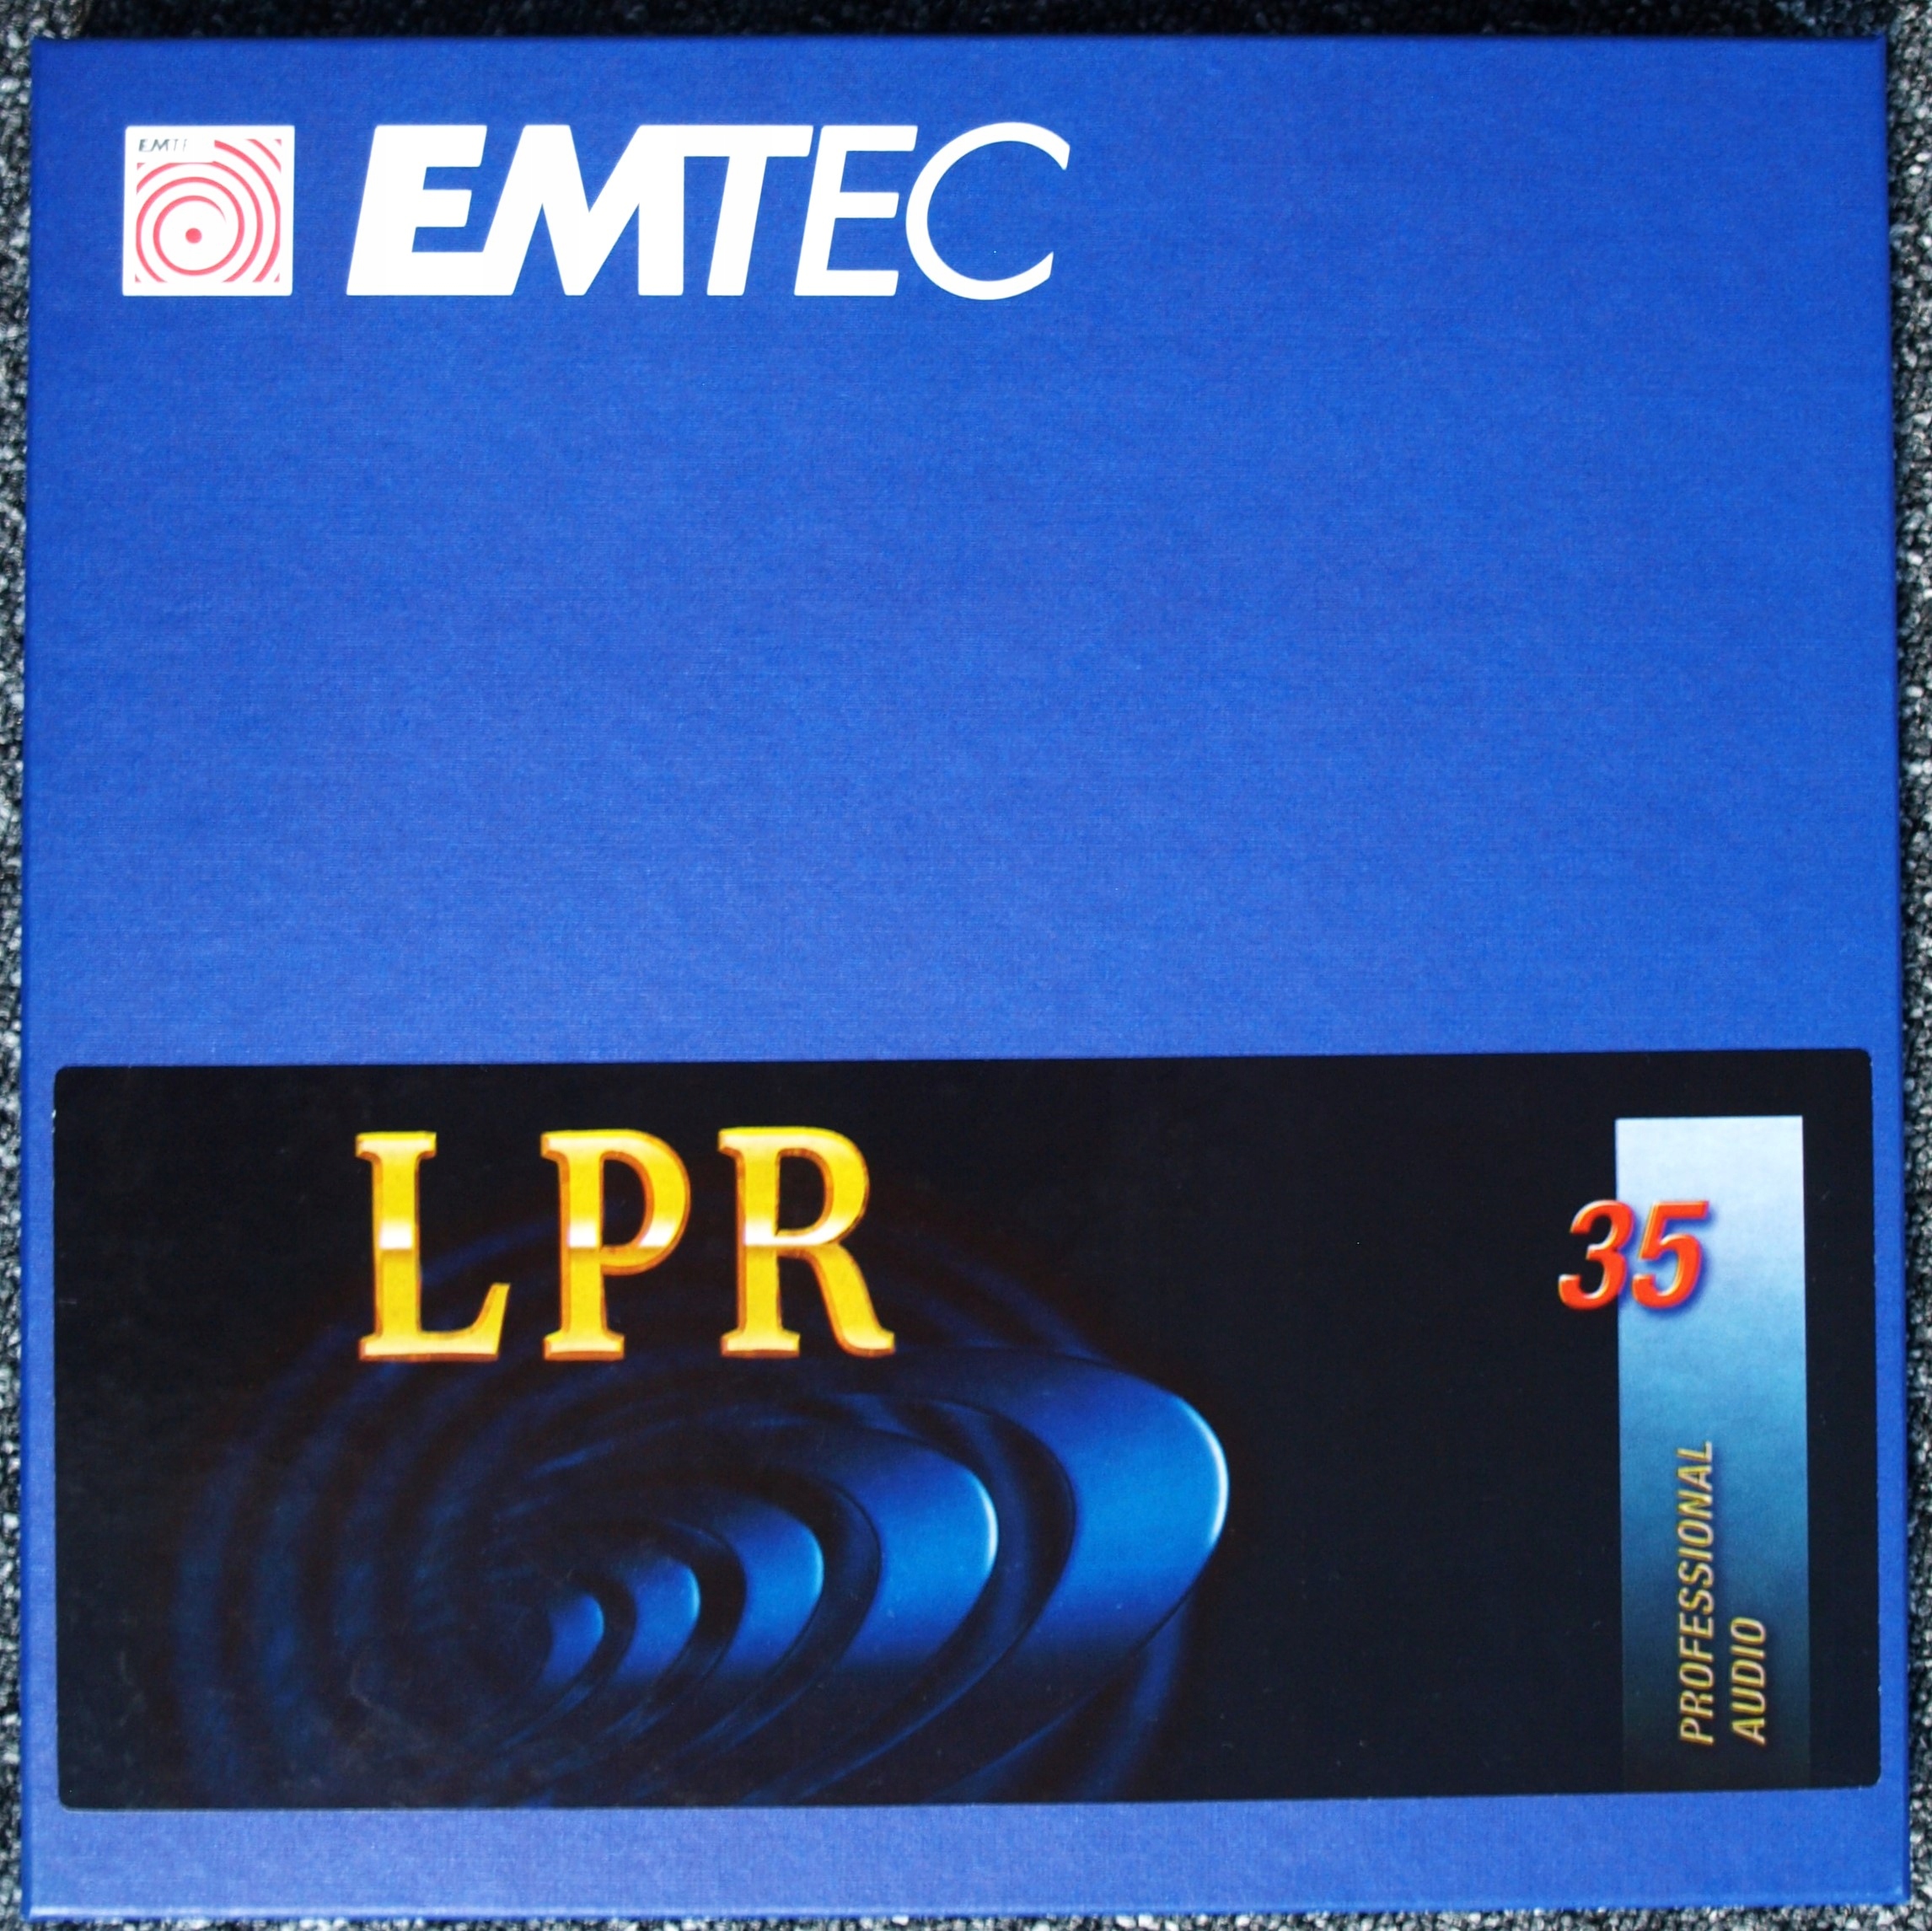 EMTEC
LPR
35
PROFESSIONAL
AUDIO